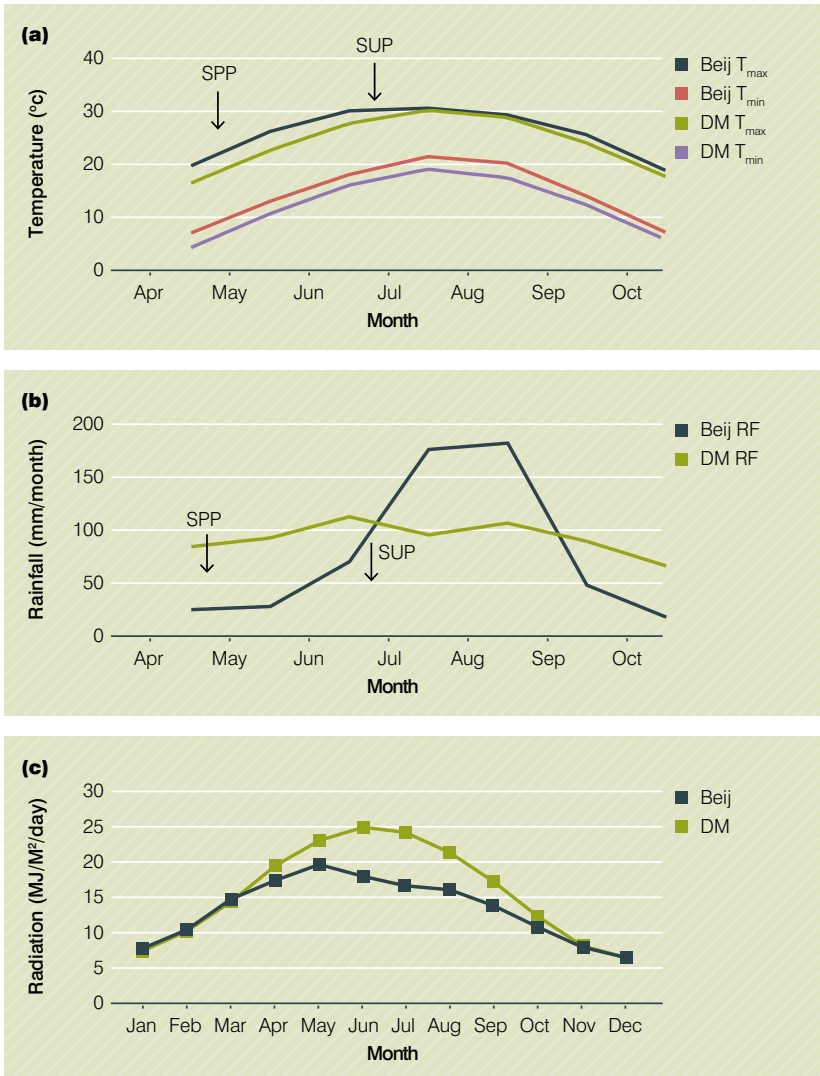 (a)
Temperature (°c)
40
30
20
10
0
SPP
SUP
Apr May Jun Jul Aug Sep Oct
Month
Beij Tmax
Beij Tmin
DM Tmax
DM Tmin
(b)
Rainfall (mm/month)
200
150
100
50
0
SPP
SUP
Apr May Jun Jul Aug Sep Oct
Month
Beij RF
DM RF
(c)
Radiation (MJ/M²/day)
30
25
20
15
10
5
0
Jan Feb Mar Apr May Jun Jul Aug Sep Oct Nov Dec
Month
Beij
DM